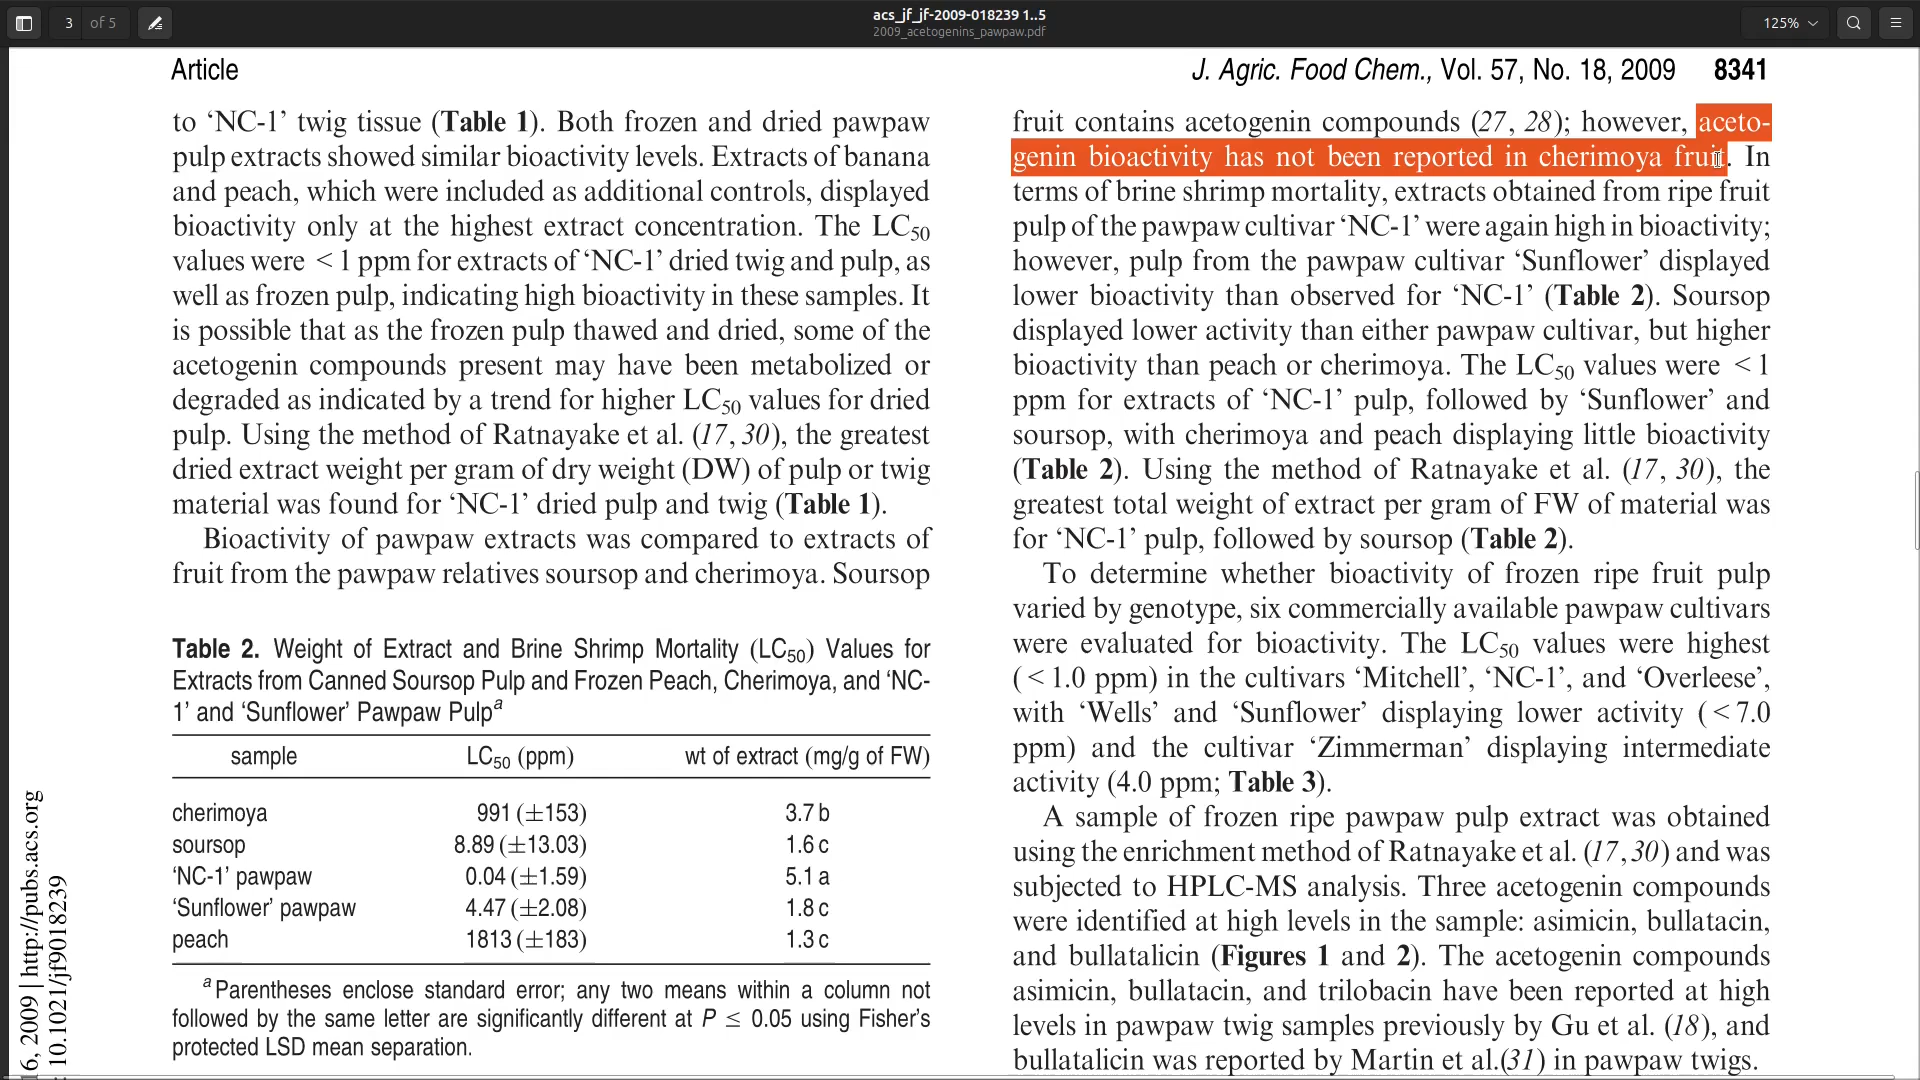 3 of 5
acs_jf_jf-2009-018239 1..5
2009_acetogenins_pawpaw.pdf
125%
Article
J. Agric. Food Chem., Vol. 57, No. 18, 2009 8341
to ‘NC-1’ twig tissue (Table 1). Both frozen and dried pawpaw
pulp extracts showed similar bioactivity levels. Extracts of banana
and peach, which were included as additional controls, displayed
bioactivity only at the highest extract concentration. The LC50
values were <1 ppm for extracts of ‘NC-1’ dried twig and pulp, as
well as frozen pulp, indicating high bioactivity in these samples. It
is possible that as the frozen pulp thawed and dried, some of the
acetogenin compounds present may have been metabolized or
degraded as indicated by a trend for higher LC50 values for dried
pulp. Using the method of Ratnayake et al. (17, 30), the greatest
dried extract weight per gram of dry weight (DW) of pulp or twig
material was found for ‘NC-1’ dried pulp and twig (Table 1).
Bioactivity of pawpaw extracts was compared to extracts of
fruit from the pawpaw relatives soursop and cherimoya. Soursop
Table 2. Weight of Extract and Brine Shrimp Mortality (LC50) Values for
Extracts from Canned Soursop Pulp and Frozen Peach, Cherimoya, and ‘NC-
1’ and ‘Sunflower’ Pawpaw Pulpa
sample LC50 (ppm) wt of extract (mg/g of FW)
cherimoya 991 (±153) 3.7 b
soursop 8.89 (±13.03) 1.6 c
‘NC-1’ pawpaw 0.04 (±1.59) 5.1 a
‘Sunflower’ pawpaw 4.47 (±2.08) 1.8 c
peach 1813 (±183) 1.3 c
a Parentheses enclose standard error; any two means within a column not
followed by the same letter are significantly different at P ≤ 0.05 using Fisher’s
protected LSD mean separation.
fruit contains acetogenin compounds (27, 28); however, aceto-
genin bioactivity has not been reported in cherimoya fruit. In
terms of brine shrimp mortality, extracts obtained from ripe fruit
pulp of the pawpaw cultivar ‘NC-1’ were again high in bioactivity;
however, pulp from the pawpaw cultivar ‘Sunflower’ displayed
lower bioactivity than observed for ‘NC-1’ (Table 2). Soursop
displayed lower activity than either pawpaw cultivar, but higher
bioactivity than peach or cherimoya. The LC50 values were <1
ppm for extracts of ‘NC-1’ pulp, followed by ‘Sunflower’ and
soursop, with cherimoya and peach displaying little bioactivity
(Table 2). Using the method of Ratnayake et al. (17, 30), the
greatest total weight of extract per gram of FW of material was
for ‘NC-1’ pulp, followed by soursop (Table 2).
To determine whether bioactivity of frozen ripe fruit pulp
varied by genotype, six commercially available pawpaw cultivars
were evaluated for bioactivity. The LC50 values were highest
(<1.0 ppm) in the cultivars ‘Mitchell’, ‘NC-1’, and ‘Overleese’,
with ‘Wells’ and ‘Sunflower’ displaying lower activity (<7.0
ppm) and the cultivar ‘Zimmerman’ displaying intermediate
activity (4.0 ppm; Table 3).
A sample of frozen ripe pawpaw pulp extract was obtained
using the enrichment method of Ratnayake et al. (17, 30) and was
subjected to HPLC-MS analysis. Three acetogenin compounds
were identified at high levels in the sample: asimicin, bullatacin,
and bullatalicin (Figures 1 and 2). The acetogenin compounds
asimicin, bullatacin, and trilobacin have been reported at high
levels in pawpaw twig samples previously by Gu et al. (18), and
bullatalicin was reported by Martin et al.(31) in pawpaw twigs.
16, 2009 | http://pubs.acs.org
: 10.1021/jf9018239